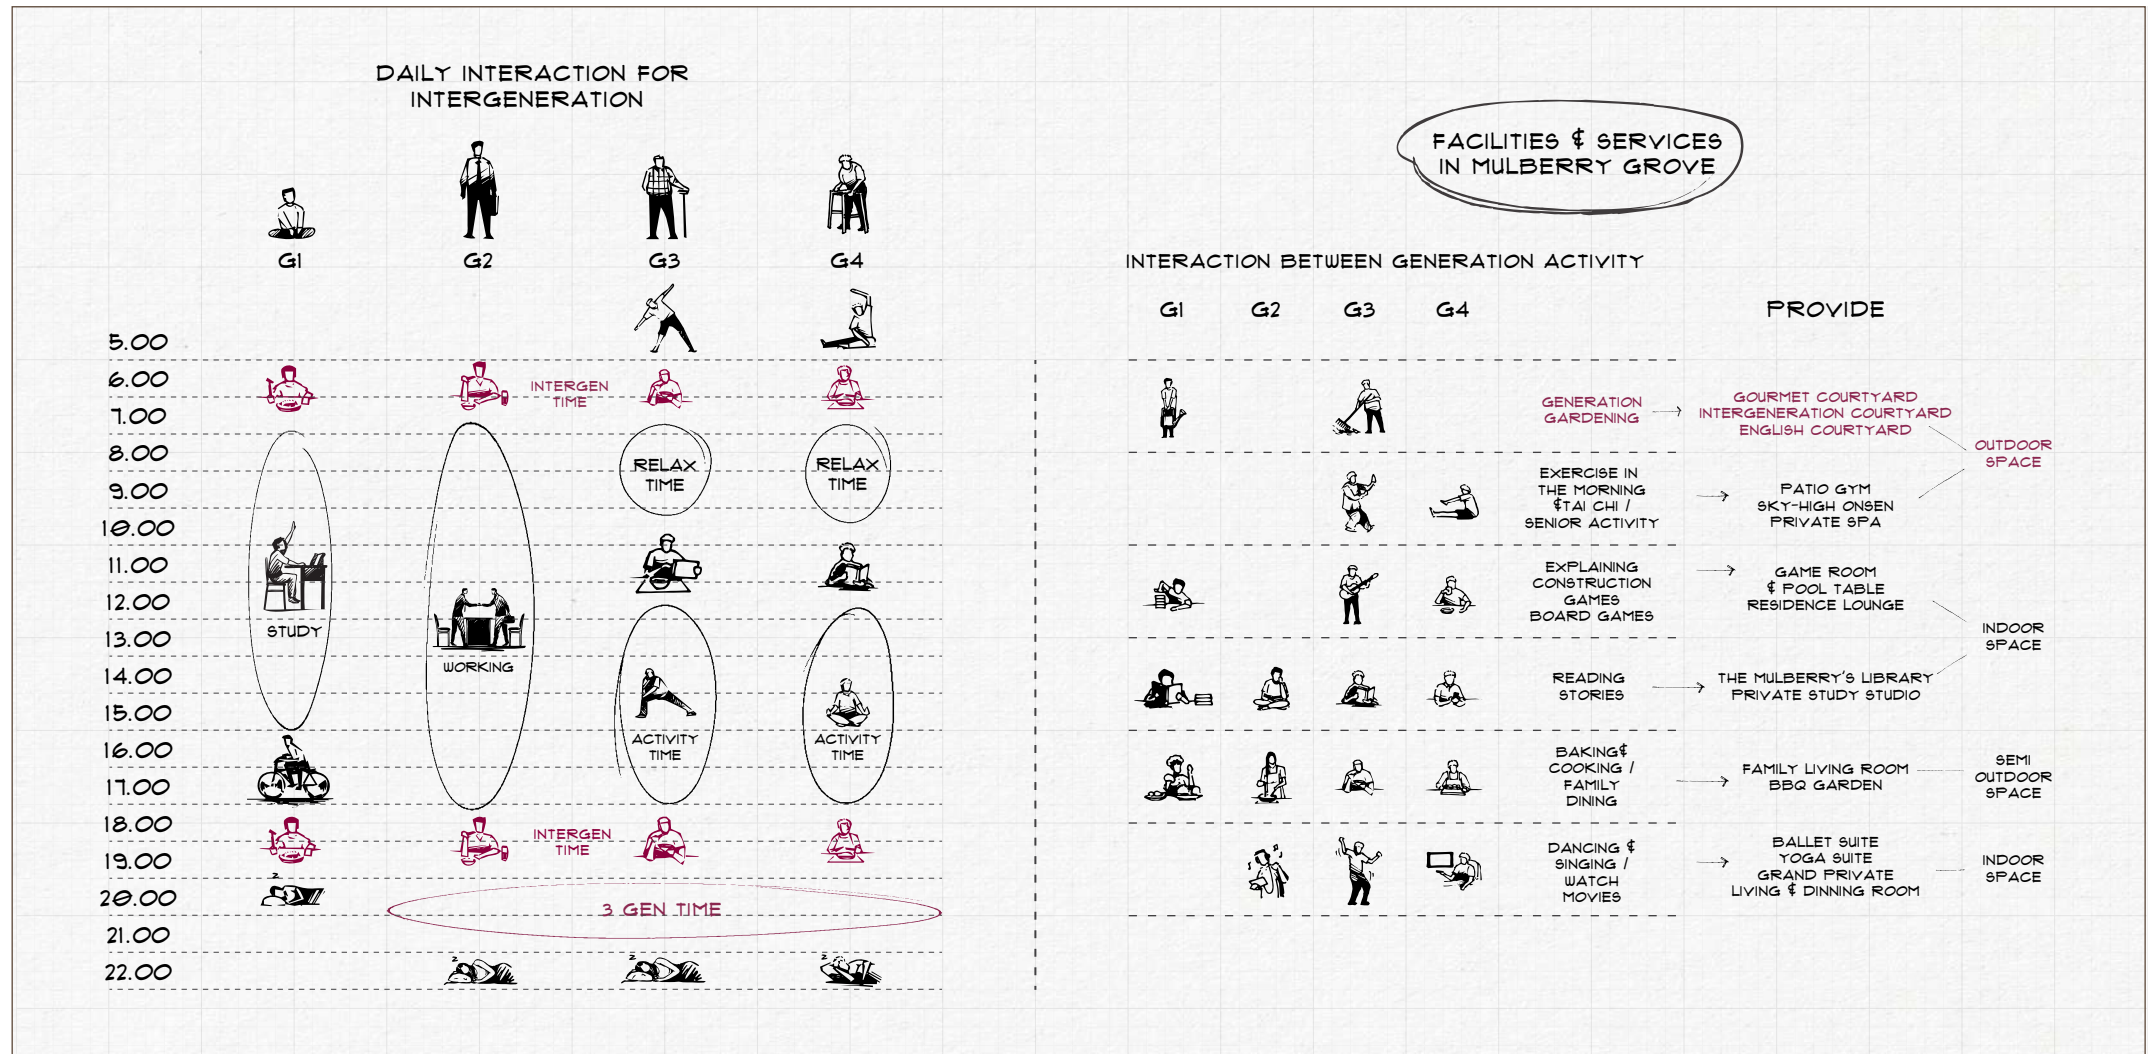 DAILY INTERACTION FOR
INTERGENERATION
G1
G2
G3
G4
5.00
6.00
7.00
8.00
9.00
10.00
11.00
12.00
13.00
14.00
15.00
16.00
17.00
18.00
19.00
20.00
21.00
22.00
INTERGEN
TIME
RELAX
TIME
RELAX
TIME
STUDY
WORKING
ACTIVITY
TIME
ACTIVITY
TIME
INTERGEN
TIME
z
3 GEN TIME
z
z
z
FACILITIES & SERVICES
IN MULBERRY GROVE
INTERACTION BETWEEN GENERATION ACTIVITY
G1
G2
G3
G4
PROVIDE
GENERATION
GARDENING
GOURMET COURTYARD
INTERGENERATION COURTYARD
ENGLISH COURTYARD
OUTDOOR
SPACE
EXERCISE IN
THE MORNING
&TAI CHI /
SENIOR ACTIVITY
PATIO GYM
SKY-HIGH ONSEN
PRIVATE SPA
EXPLAINING
CONSTRUCTION
GAMES
BOARD GAMES
GAME ROOM
& POOL TABLE
RESIDENCE LOUNGE
INDOOR
SPACE
READING
STORIES
THE MULBERRY'S LIBRARY
PRIVATE STUDY STUDIO
BAKING&
COOKING /
FAMILY
DINING
FAMILY LIVING ROOM
BBQ GARDEN
SEMI
OUTDOOR
SPACE
DANCING &
SINGING /
WATCH
MOVIES
BALLET SUITE
YOGA SUITE
GRAND PRIVATE
LIVING & DINNING ROOM
INDOOR
SPACE